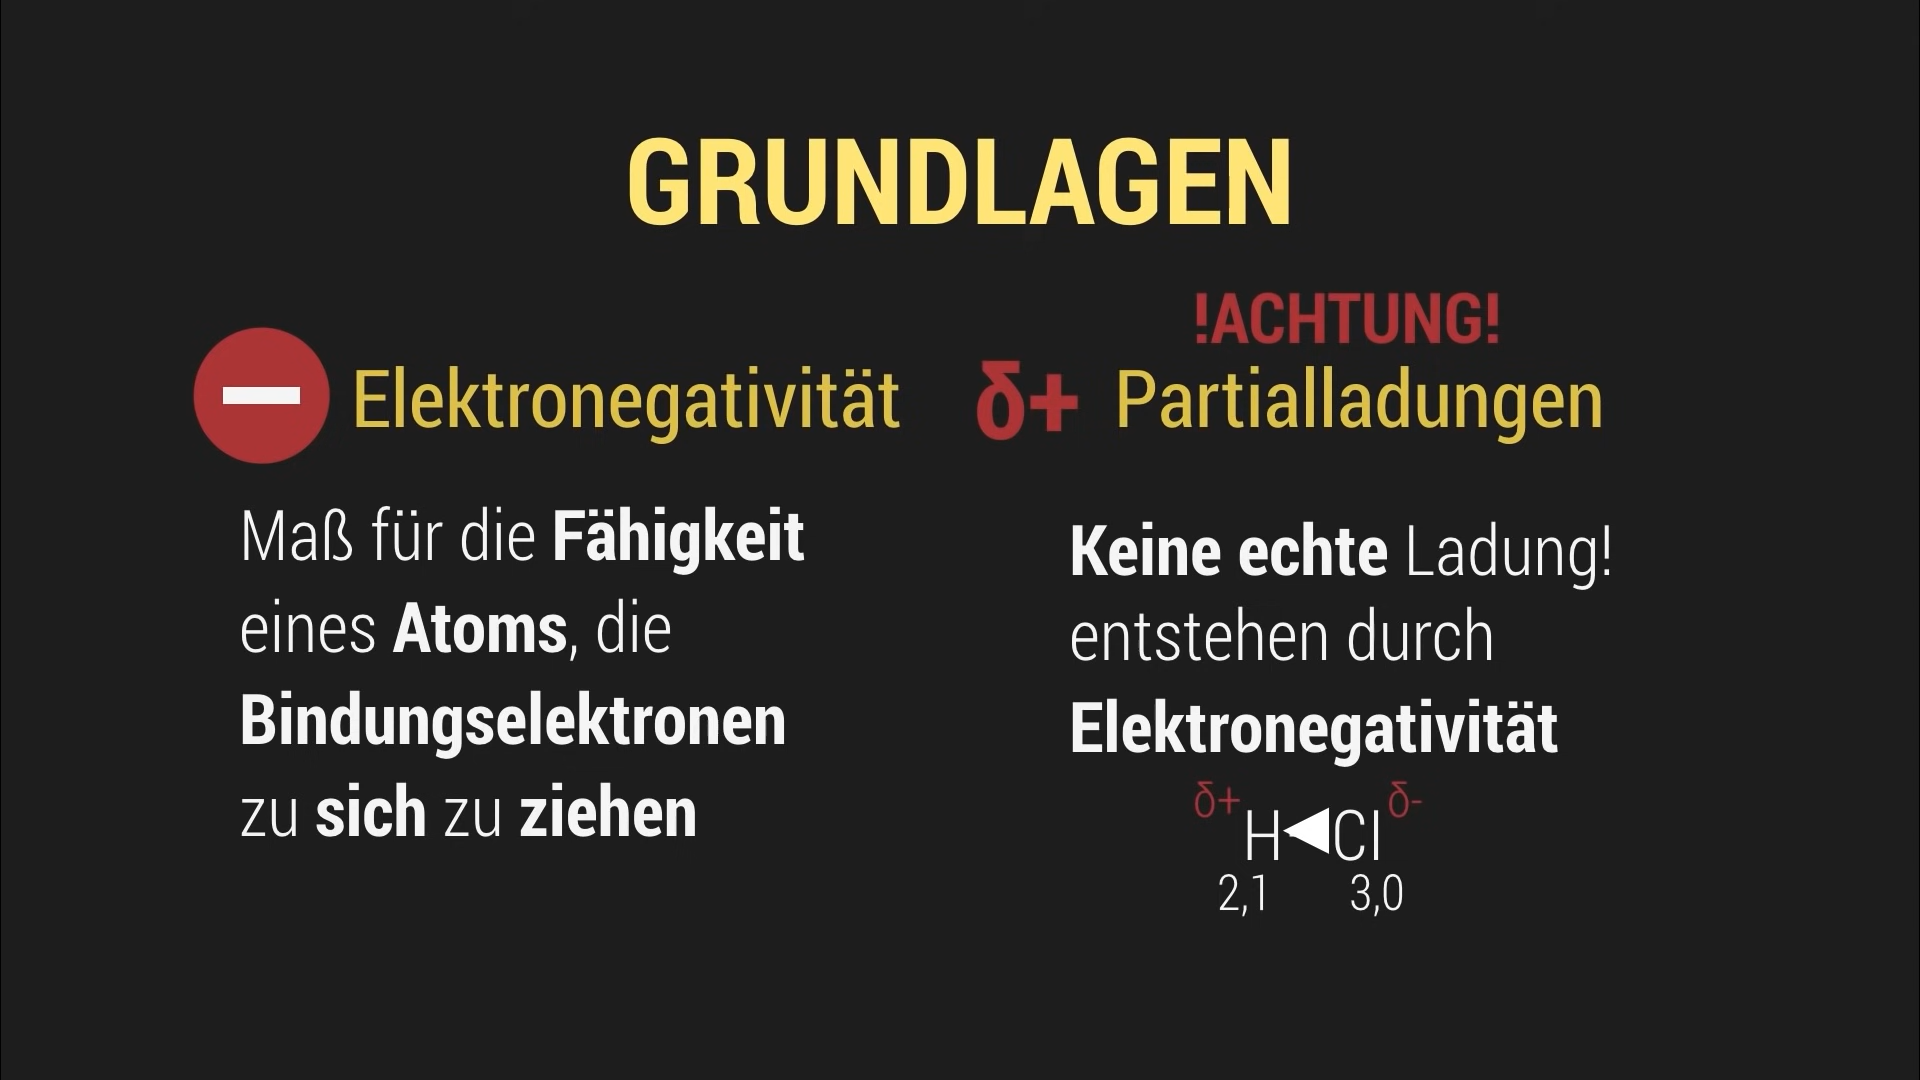 GRUNDLAGEN
Elektronegativität
Maß für die Fähigkeit
eines Atoms, die
Bindungselektronen
zu sich zu ziehen
!ACHTUNG!
δ+ Partialladungen
Keine echte Ladung!
entstehen durch
Elektronegativität
δ+ H Cl δ-
2,1 3,0